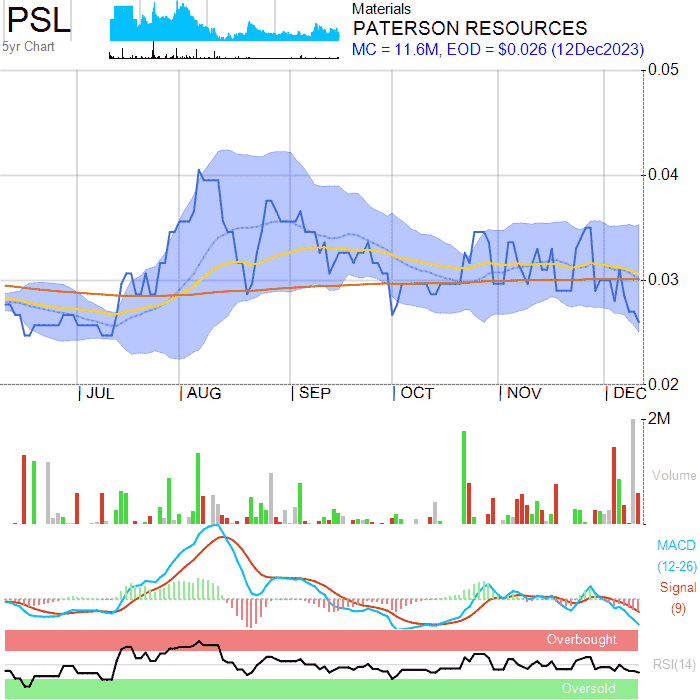 PSL
5yr Chart
Materials
PATERSON RESOURCES
MC = 11.6M, EOD = $0.026 (12Dec2023)
0.05
0.04
0.03
0.02
JUL AUG SEP OCT NOV DEC
2M
Volume
MACD
(12-26)
Signal
(9)
Overbought
RSI(14)
Oversold